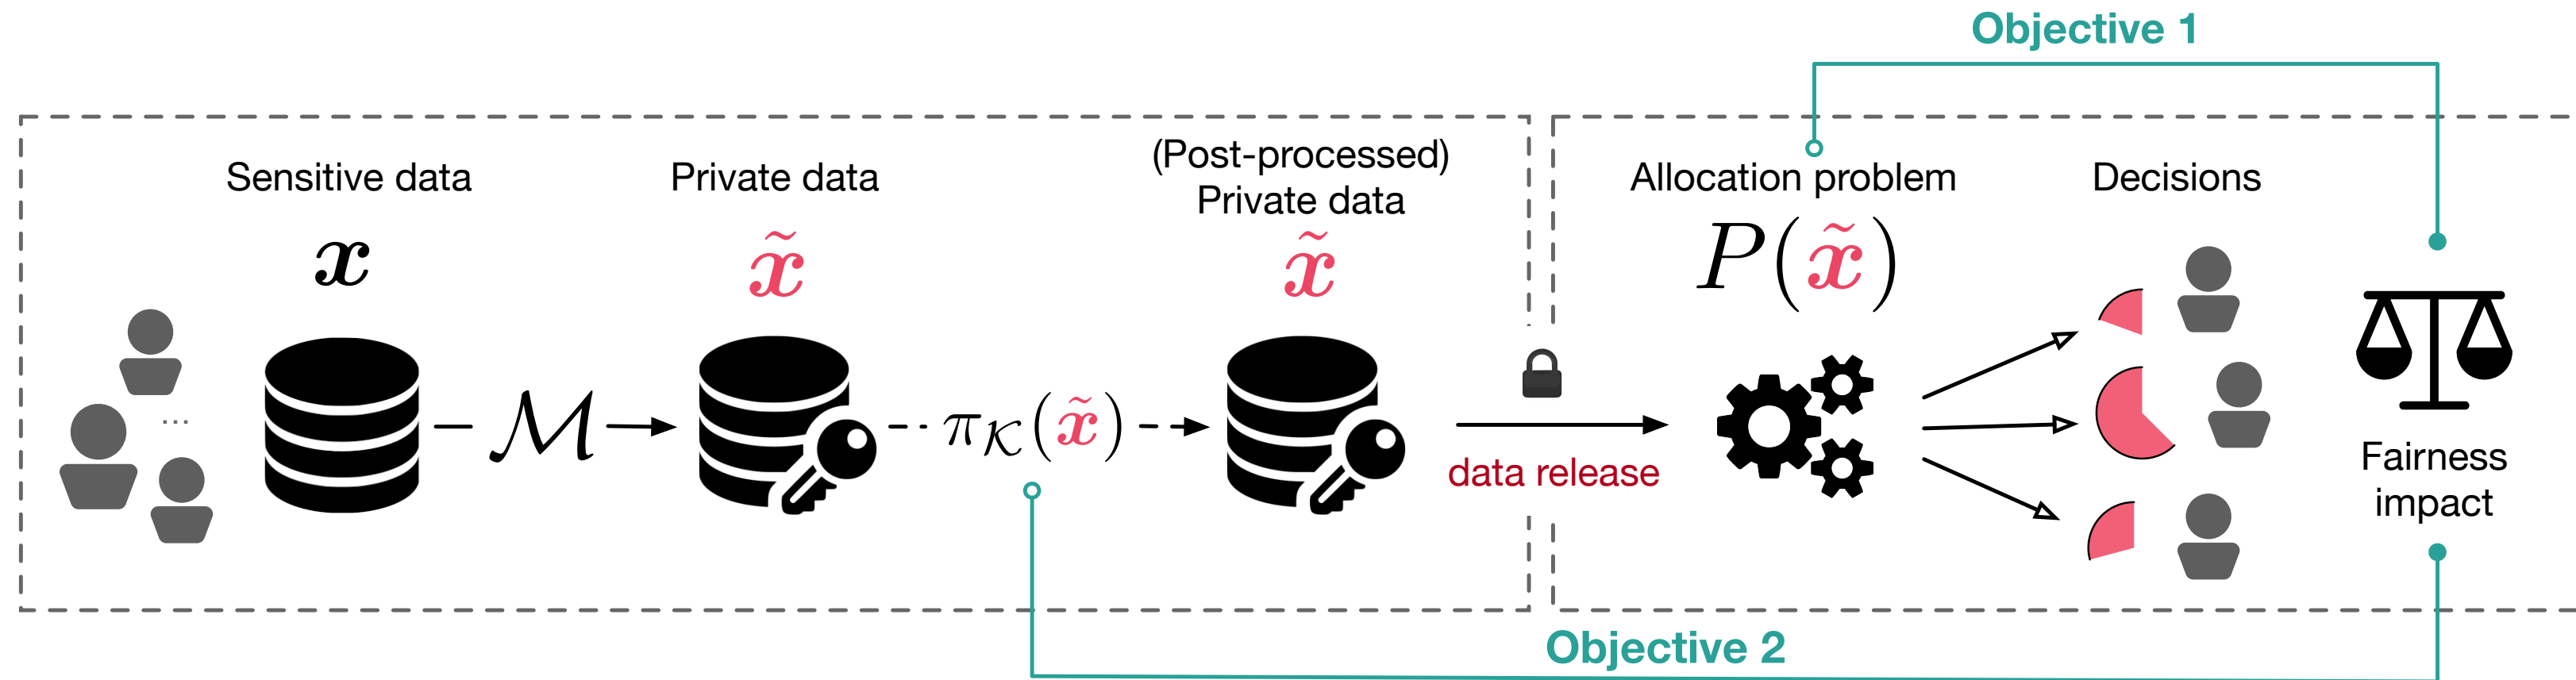 Objective 1
Sensitive data
Private data
(Post-processed)
Private data
Allocation problem
Decisions
x
x̃
x̃
P(x̃)
...
M
π_K(x̃)
data release
Fairness
impact
Objective 2